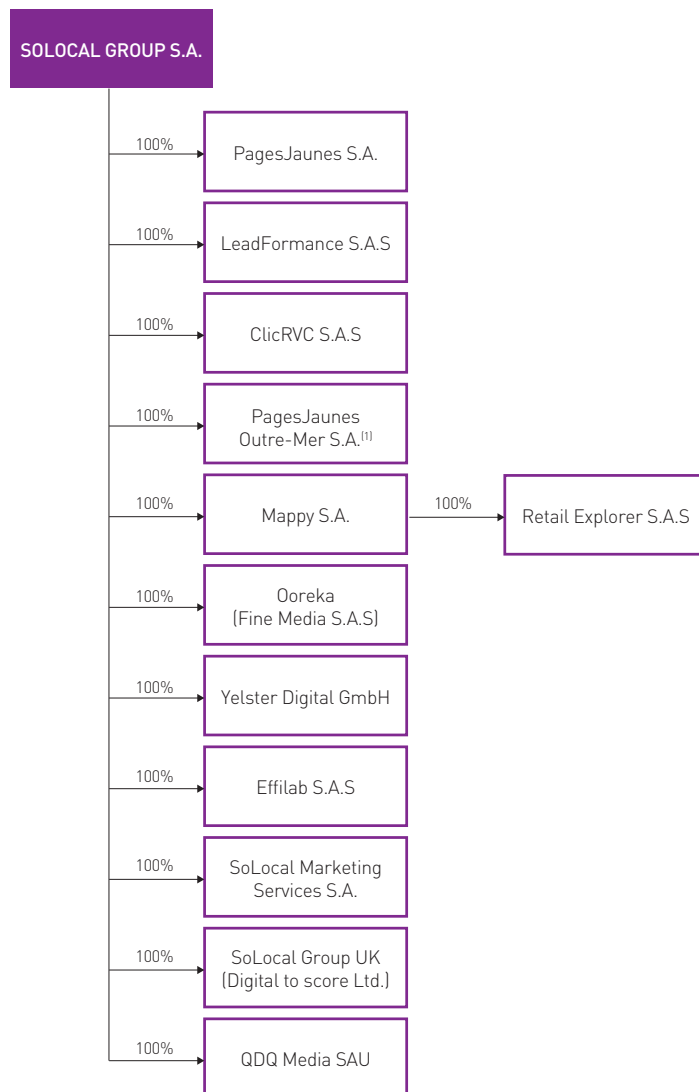 SOLOCAL GROUP S.A.
100%
PagesJaunes S.A.
100%
LeadFormance S.A.S
100%
ClicRVC S.A.S
100%
PagesJaunes
Outre-Mer S.A.(1)
100%
Mappy S.A.
100%
Retail Explorer S.A.S
100%
Ooreka
(Fine Media S.A.S)
100%
Yelster Digital GmbH
100%
Effilab S.A.S
100%
SoLocal Marketing
Services S.A.
100%
SoLocal Group UK
(Digital to score Ltd.)
100%
QDQ Media SAU